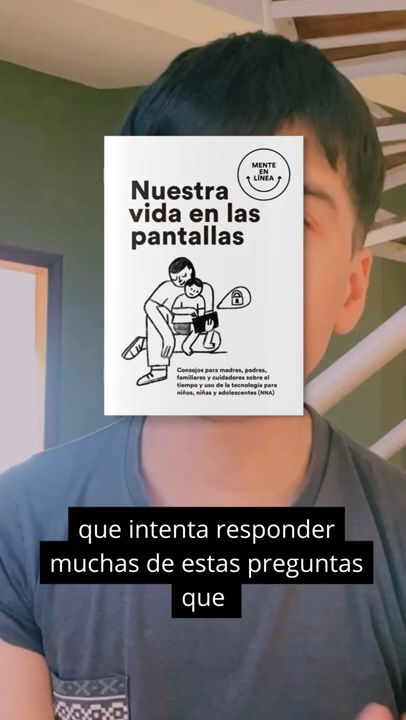 MENTE
EN
LÍNEA
Nuestra
vida en las
pantallas
Consejos para madres, padres,
familiares y cuidadores sobre el
tiempo y uso de la tecnología para
niños, niñas y adolescentes (NNA)
que intenta responder
muchas de estas preguntas
que